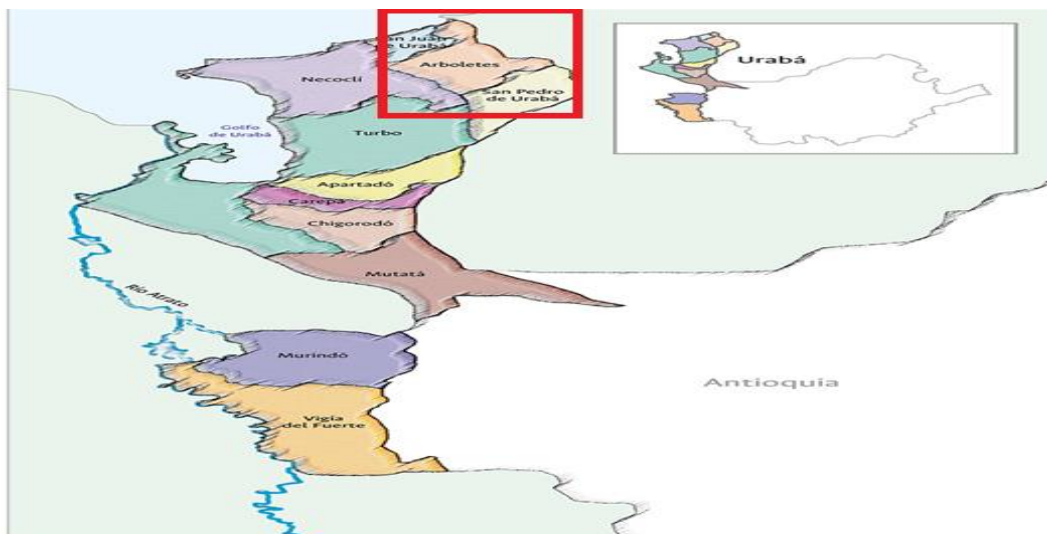 n Juan
de Urabá
Arboletes
Necoclí
San Pedro
de Urabá
Golfo
de Urabá
Turbo
Apartadó
Carepa
Chigorodó
Mutatá
Río Atrato
Murindó
Vigía
del Fuerte
Antioquia
Urabá